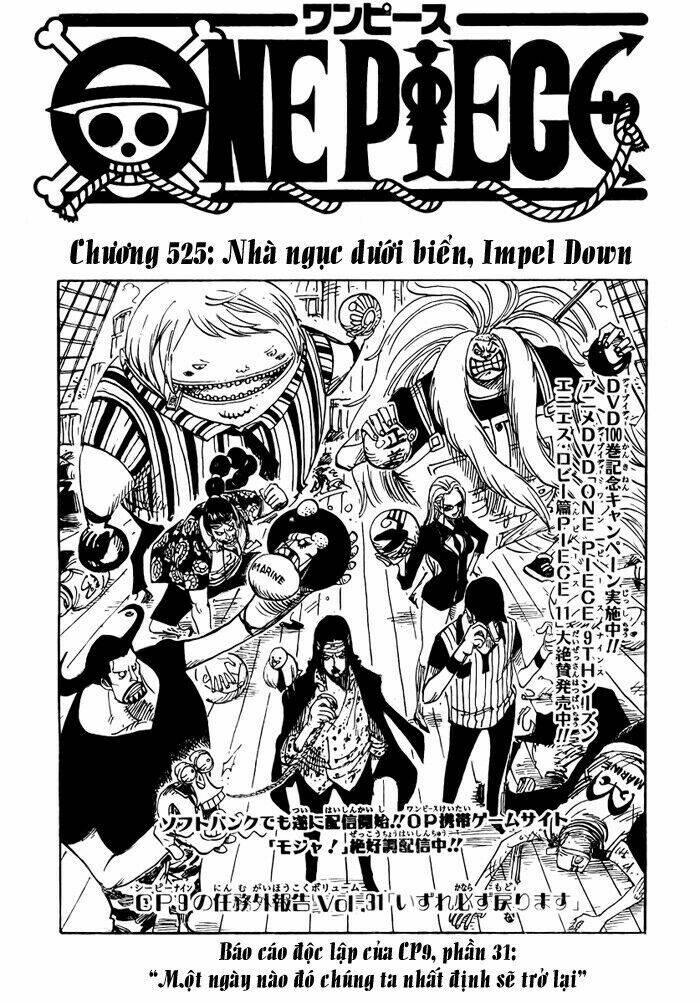 ワンピース
ONE PIECE
Chương 525: Nhà ngục dưới biển, Impel Down
DVD100巻記念キャンペーン実施中!!
アニメDVD「ONE PIECE 9THシーズン
エニエス・ロビー篇 PIECE.11」大絶賛発売中!!
MARINE
MARINE
ソフトバンクでも遂に配信開始!!OP携帯ゲームサイト
「モジャ!」絶好調配信中!!
CP9の任務外報告 Vol.31「いずれ必ず戻ります」
Báo cáo độc lập của CP9, phần 31:
“M.ột ngày nào đó chúng ta nhất định sẽ trở lại”